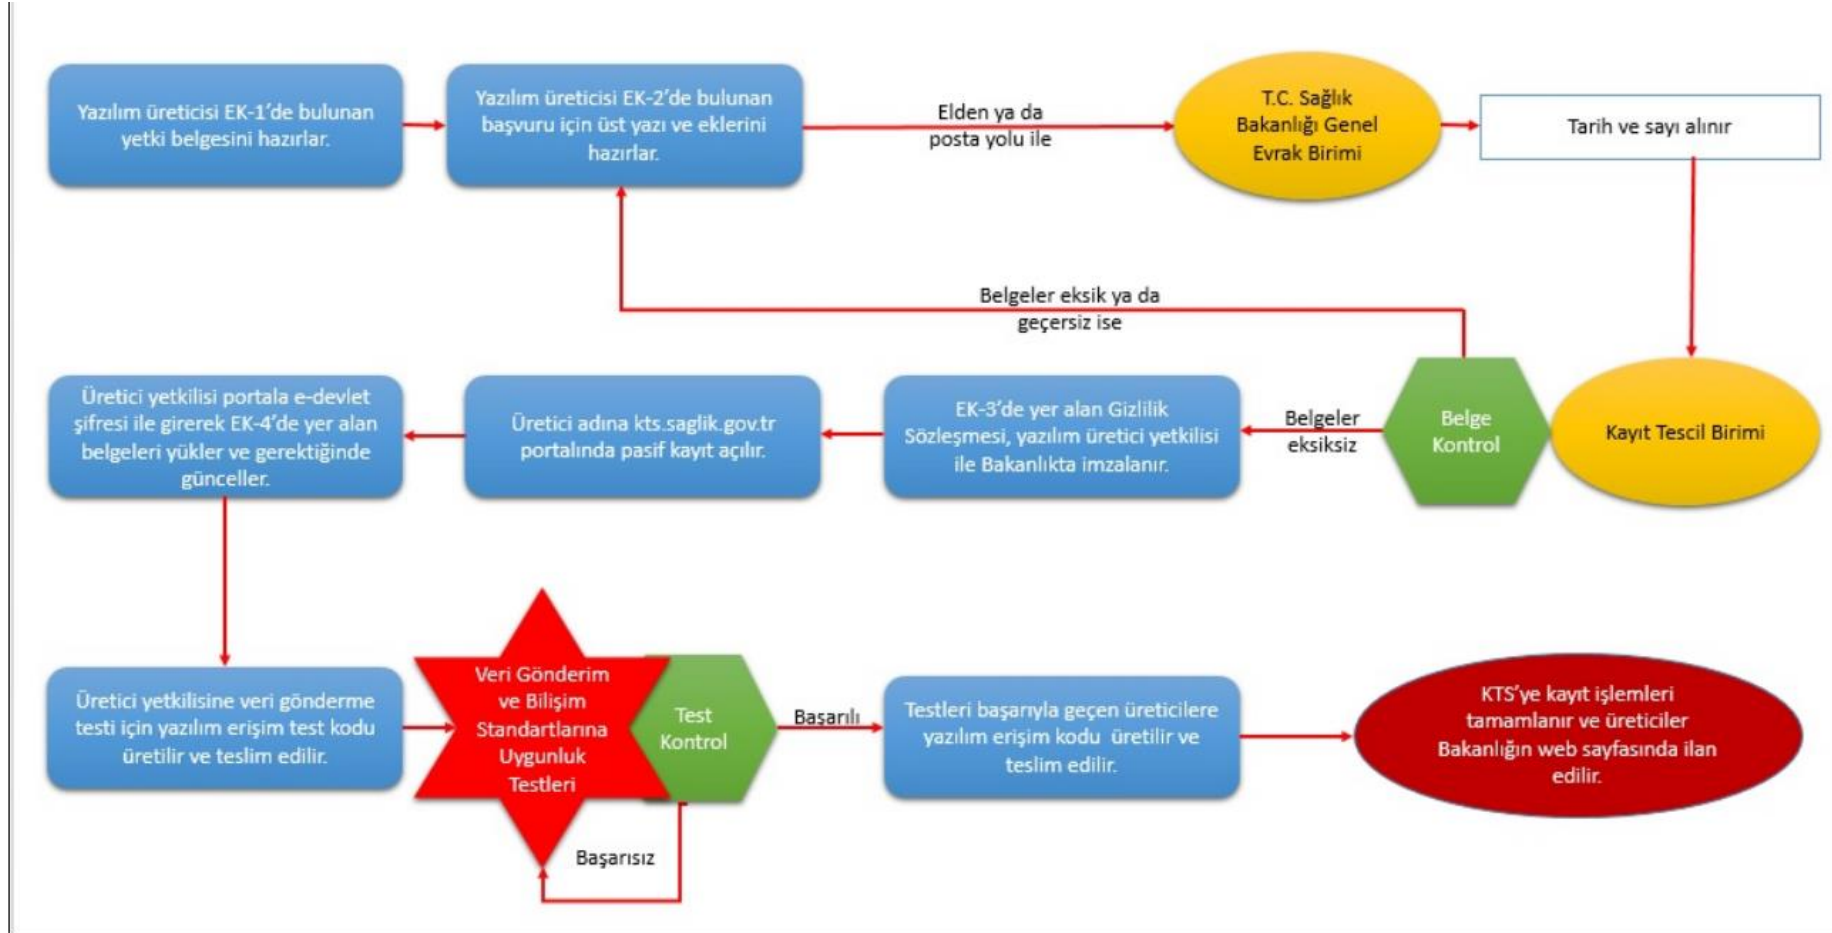 Yazılım üreticisi EK-1'de bulunan
yetki belgesini hazırlar.
Yazılım üreticisi EK-2'de bulunan
başvuru için üst yazı ve eklerini
hazırlar.
Elden ya da
posta yolu ile
T.C. Sağlık
Bakanlığı Genel
Evrak Birimi
Tarih ve sayı alınır
Belgeler eksik ya da
geçersiz ise
Kayıt Tescil Birimi
Belge
Kontrol
Belgeler
eksiksiz
EK-3'de yer alan Gizlilik
Sözleşmesi, yazılım üretici yetkilisi
ile Bakanlıkta imzalanır.
Üretici adına kts.saglik.gov.tr
portalında pasif kayıt açılır.
Üretici yetkilisi portala e-devlet
şifresi ile girerek EK-4'de yer alan
belgeleri yükler ve gerektiğinde
günceller.
Üretici yetkilisine veri gönderme
testi için yazılım erişim test kodu
üretilir ve teslim edilir.
Veri Gönderim
ve Bilişim
Standartlarına
Uygunluk
Testleri
Test
Kontrol
Başarısız
Başarılı
Testleri başarıyla geçen üreticilere
yazılım erişim kodu üretilir ve
teslim edilir.
KTS'ye kayıt işlemleri
tamamlanır ve üreticiler
Bakanlığın web sayfasında ilan
edilir.